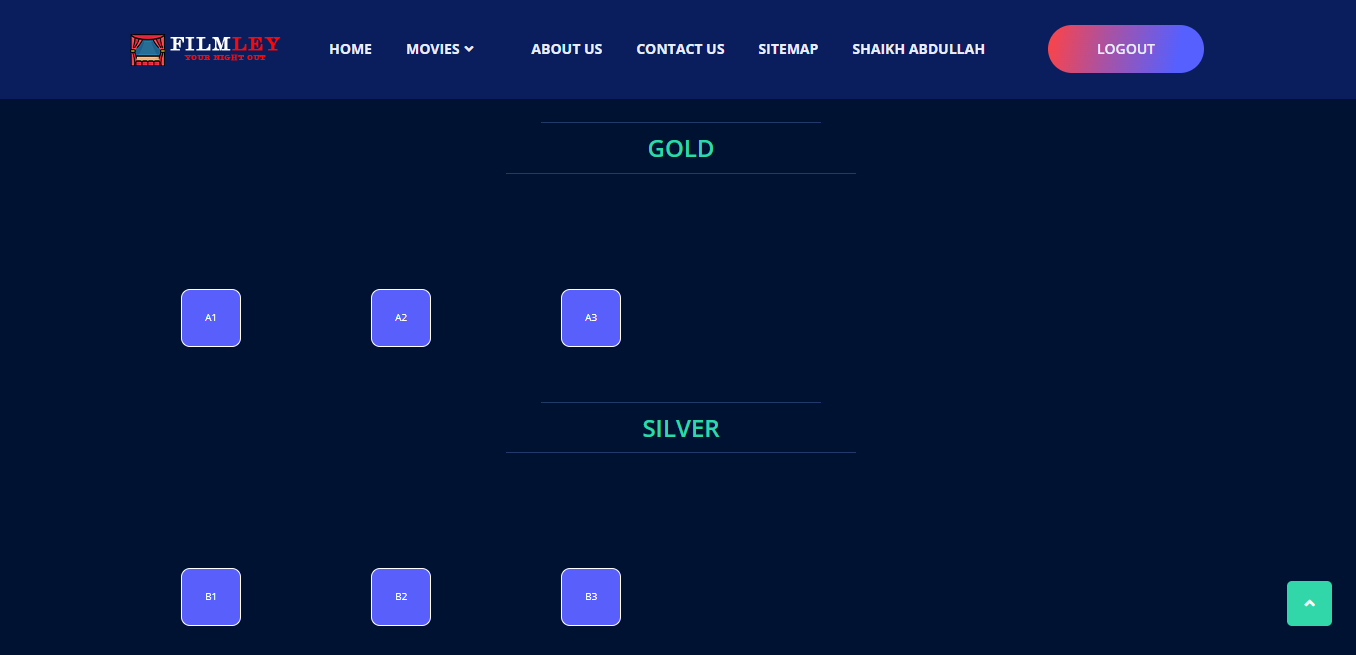 FILMLEY
YOUR NIGHT OUT
HOME MOVIES ABOUT US CONTACT US SITEMAP SHAIKH ABDULLAH LOGOUT
GOLD
A1 A2 A3
SILVER
B1 B2 B3